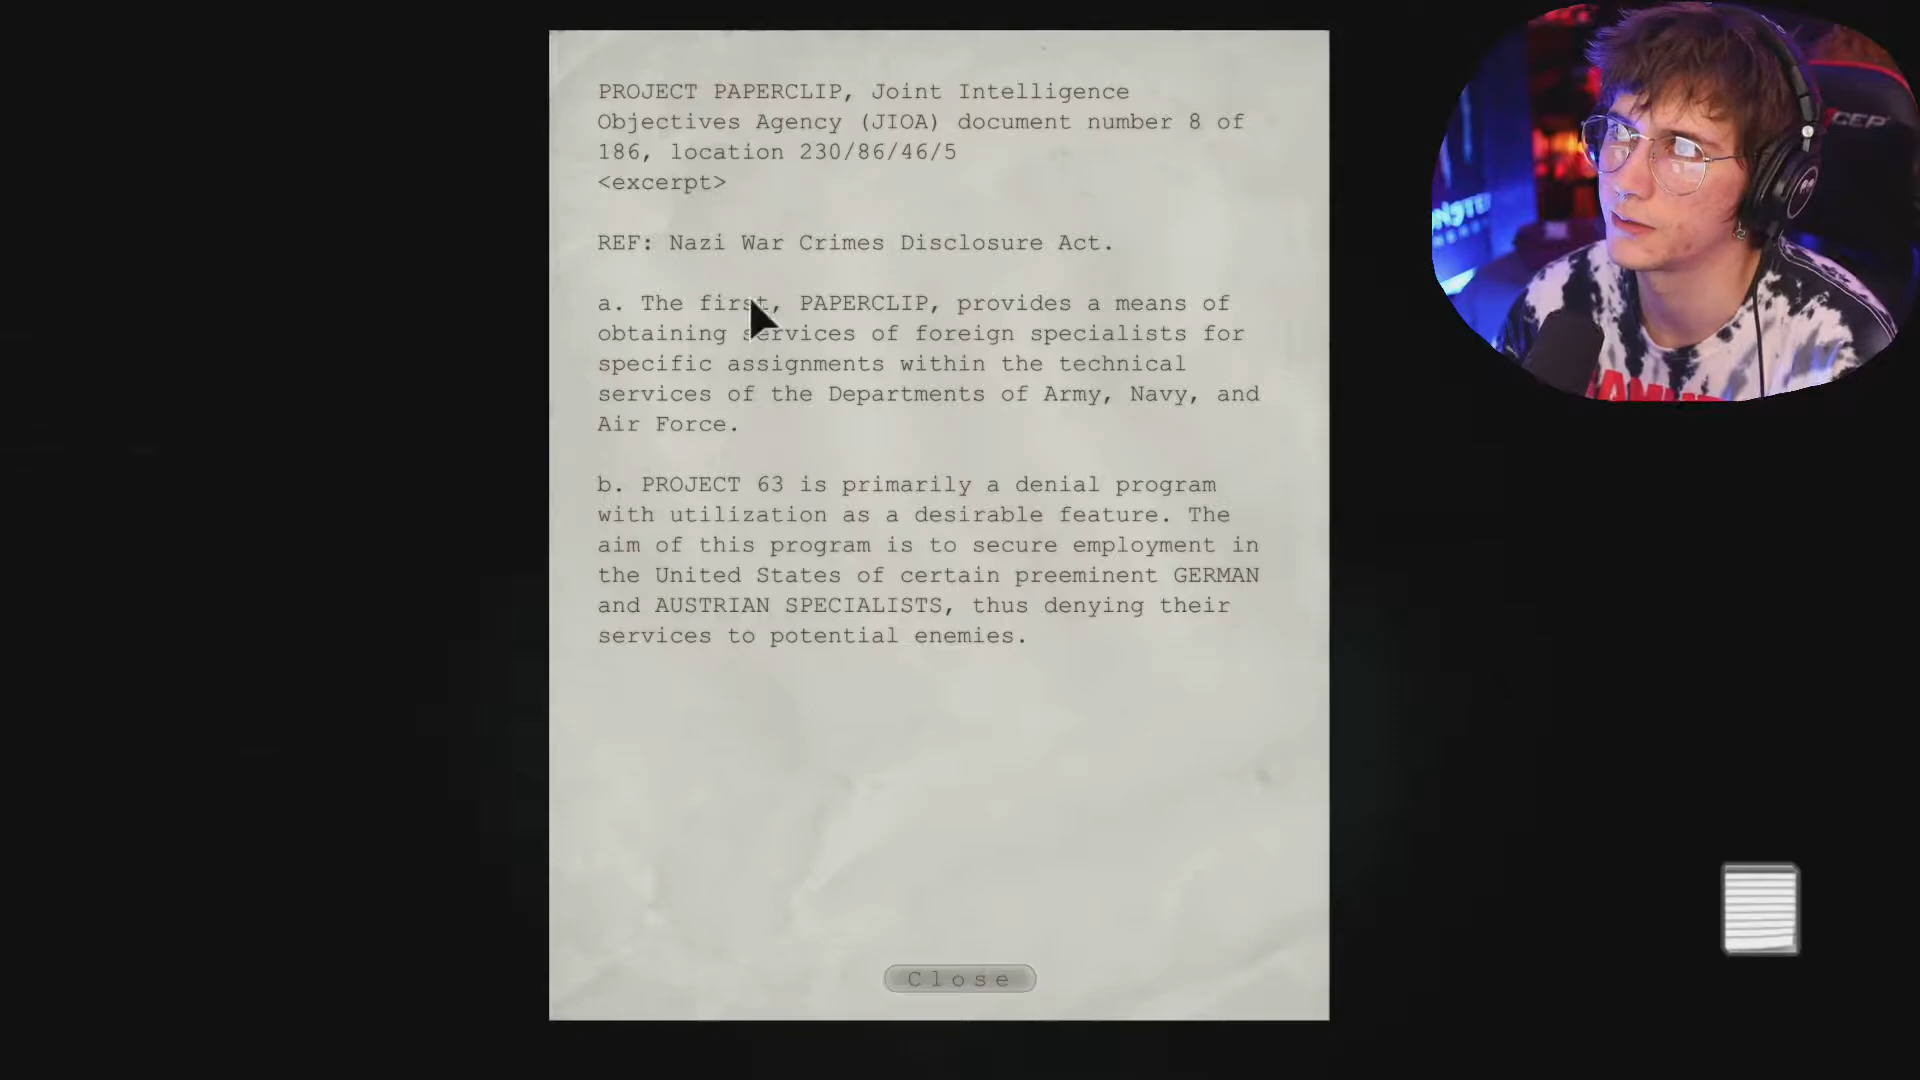 PROJECT PAPERCLIP, Joint Intelligence
Objectives Agency (JIOA) document number 8 of
186, location 230/86/46/5
<excerpt>
REF: Nazi War Crimes Disclosure Act.
a. The first, PAPERCLIP, provides a means of
obtaining services of foreign specialists for
specific assignments within the technical
services of the Departments of Army, Navy, and
Air Force.
b. PROJECT 63 is primarily a denial program
with utilization as a desirable feature. The
aim of this program is to secure employment in
the United States of certain preeminent GERMAN
and AUSTRIAN SPECIALISTS, thus denying their
services to potential enemies.
Close